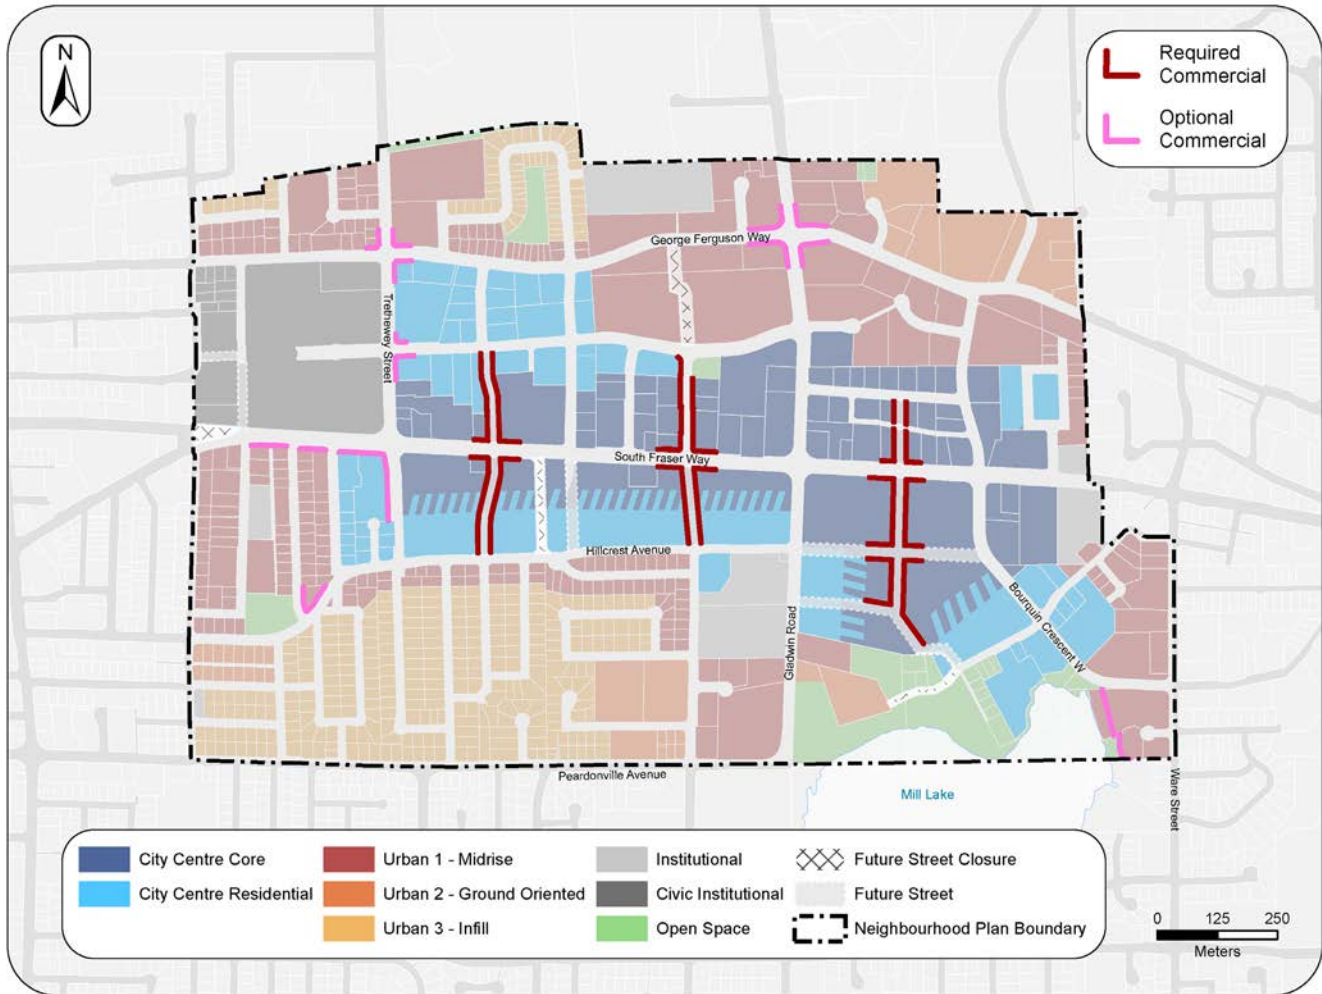 N
Required
Commercial
Optional
Commercial
George Ferguson Way
Trethewey Street
South Fraser Way
Hillcrest Avenue
Gladwin Road
Bourquin Crescent W
Peardonville Avenue
Mill Lake
Ware Street
City Centre Core
City Centre Residential
Urban 1 - Midrise
Urban 2 - Ground Oriented
Urban 3 - Infill
Institutional
Civic Institutional
Open Space
Future Street Closure
Future Street
Neighbourhood Plan Boundary
0 125 250
Meters